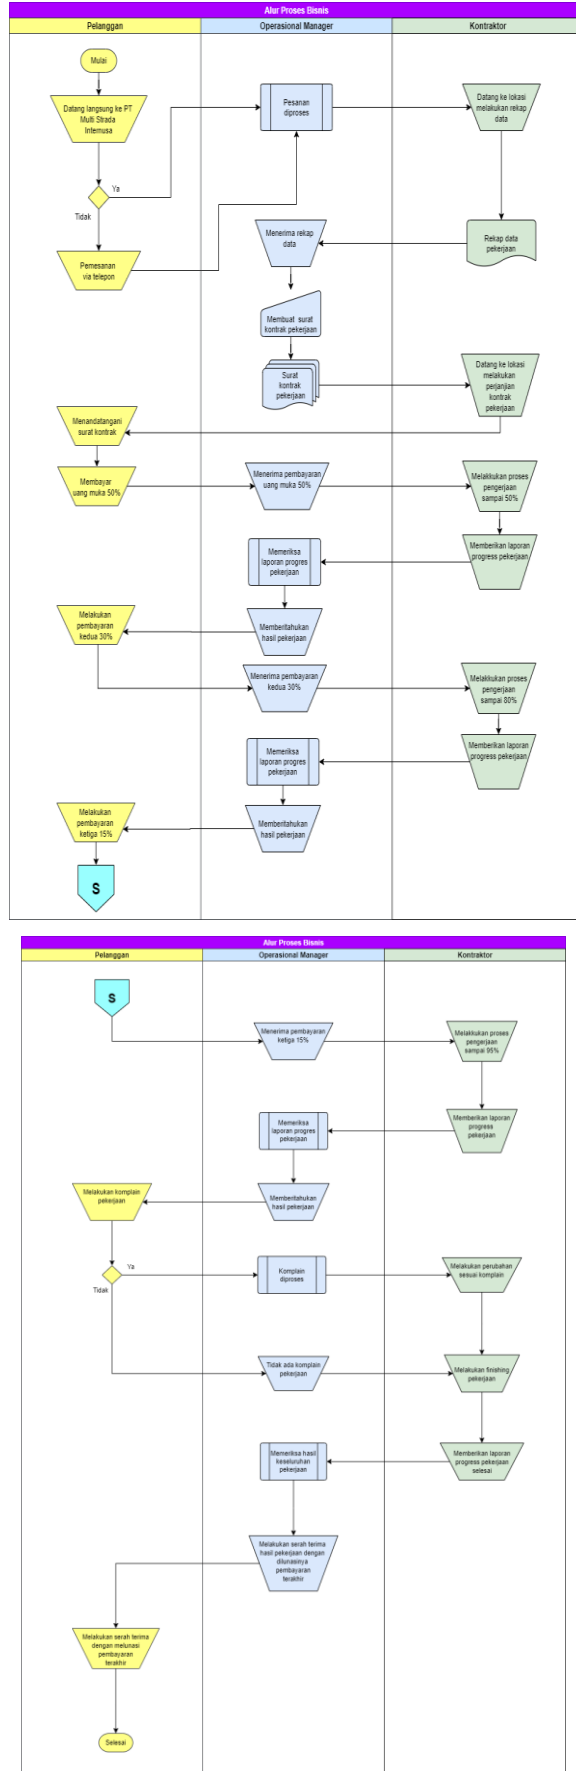 Alur Proses Bisnis
Pelanggan
Operasional Manager
Kontraktor
Mulai
Datang langsung ke PT
Multi Strada
Internusa
Ya
Tidak
Pesanan
diproses
Datang ke lokasi
melakukan rekap
data
Pemesanan
via telepon
Menerima rekap
data
Rekap data
pekerjaan
Membuat surat
kontrak pekerjaan
Surat
kontrak
pekerjaan
Datang ke lokasi
melakukan
perjanjian
kontrak
pekerjaan
Menandatangani
surat kontrak
Membayar
uang muka 50%
Menerima pembayaran
uang muka 50%
Melakkukan proses
pengerjaan
sampai 50%
Memeriksa
laporan progres
pekerjaan
Memberikan laporan
progress pekerjaan
Melakukan
pembayaran
kedua 30%
Memberitahukan
hasil pekerjaan
Menerima pembayaran
kedua 30%
Melakkukan proses
pengerjaan
sampai 80%
Memeriksa
laporan progres
pekerjaan
Memberikan laporan
progress pekerjaan
Melakukan
pembayaran
ketiga 15%
Memberitahukan
hasil pekerjaan
S
Alur Proses Bisnis
Pelanggan
Operasional Manager
Kontraktor
S
Menerima pembayaran
ketiga 15%
Melakkukan proses
pengerjaan
sampai 95%
Memeriksa
laporan progres
pekerjaan
Memberikan laporan
progress
pekerjaan
Melakukan komplain
pekerjaan
Memberitahukan
hasil pekerjaan
Ya
Tidak
Komplain
diproses
Melakukan perubahan
sesuai komplain
Tidak ada komplain
pekerjaan
Melakukan finishing
pekerjaan
Memeriksa hasil
keseluruhan
pekerjaan
Memberikan laporan
progress pekerjaan
selesai
Melakukan serah terima
hasil pekerjaan dengan
dilunasinya
pembayaran
terakhir
Melakukan serah terima
dengan melunasi
pembayaran
terakhir
Selesai